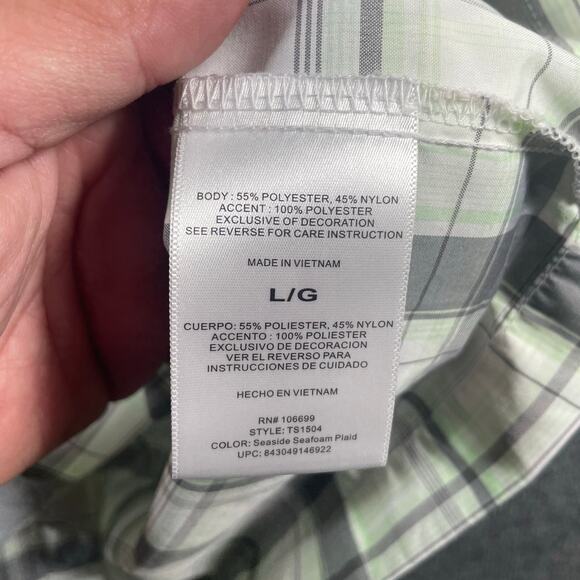 BODY : 55% POLYESTER, 45% NYLON
ACCENT : 100% POLYESTER
EXCLUSIVE OF DECORATION
SEE REVERSE FOR CARE INSTRUCTION
MADE IN VIETNAM
L/G
CUERPO: 55% POLIESTER, 45% NYLON
ACCENTO : 100% POLIESTER
EXCLUSIVO DE DECORACION
VER EL REVERSO PARA
INSTRUCCIONES DE CUIDADO
HECHO EN VIETNAM
RN# 106699
STYLE: TS1504
COLOR: Seaside Seafoam Plaid
UPC: 843049146922